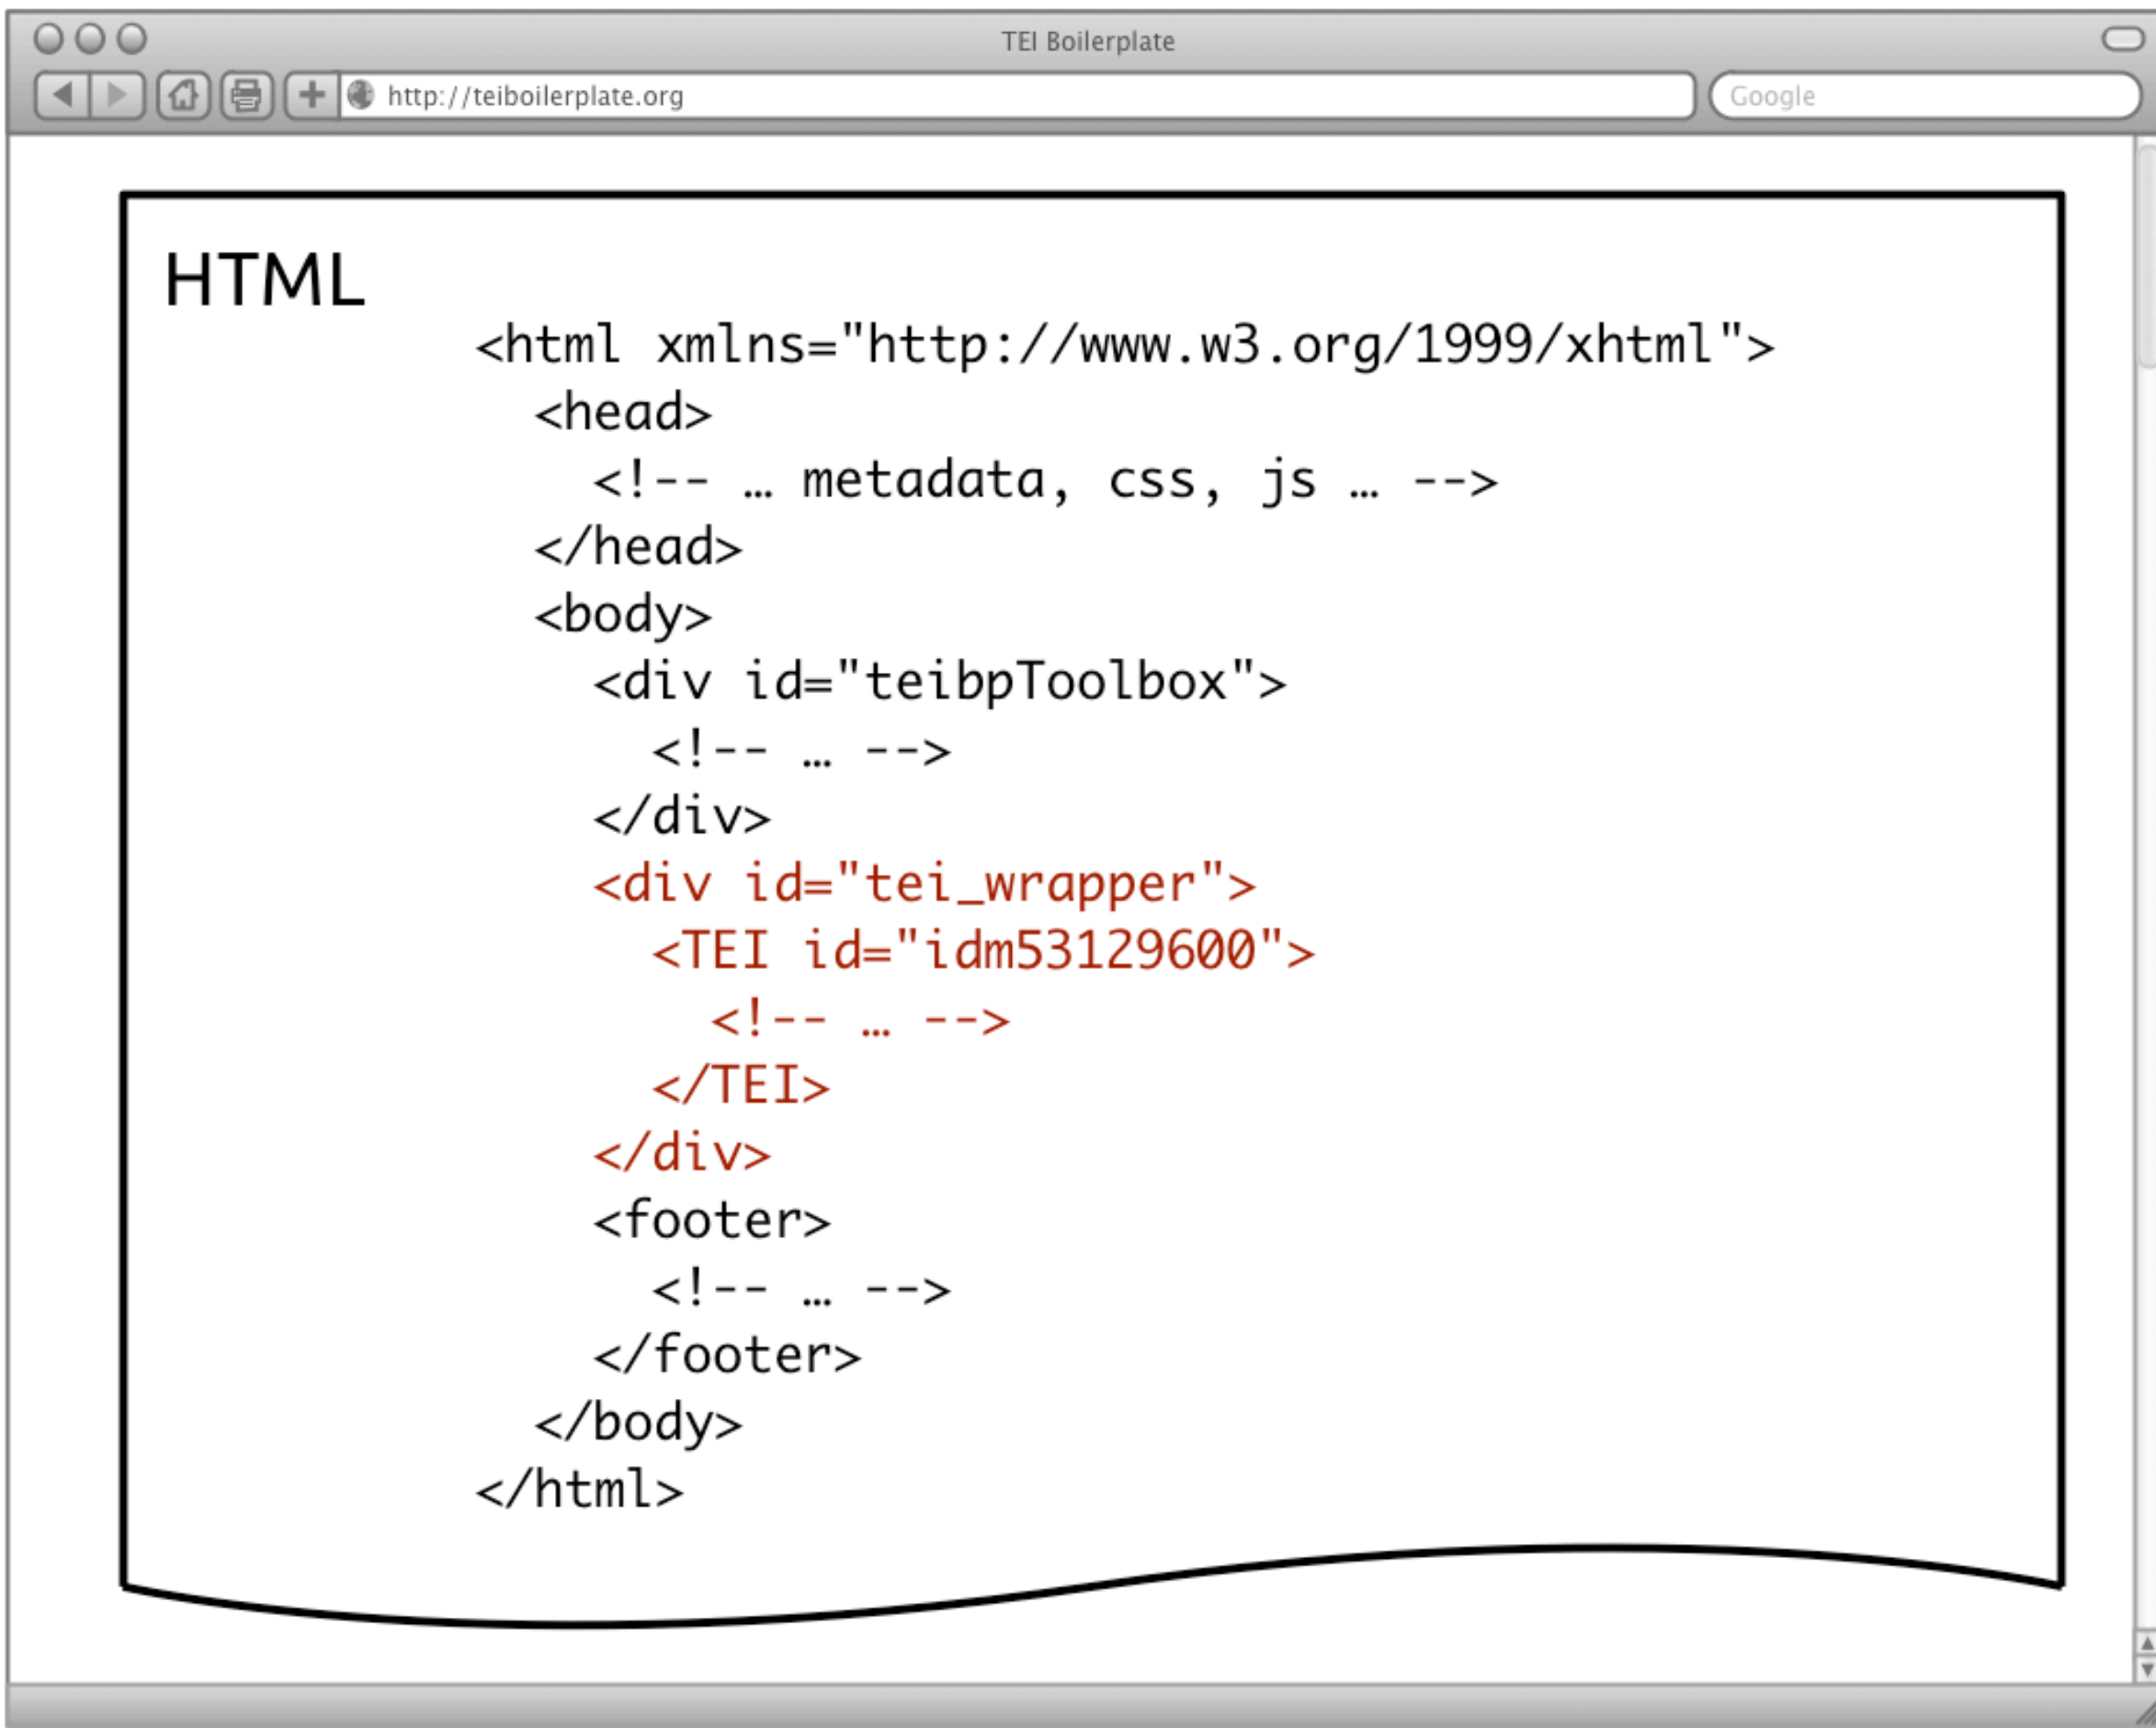 TEI Boilerplate
http://teiboilerplate.org
Google
HTML
<html xmlns="http://www.w3.org/1999/xhtml">
<head>
<!-- … metadata, css, js … -->
</head>
<body>
<div id="teibpToolbox">
<!-- … -->
</div>
<div id="tei_wrapper">
<TEI id="idm53129600">
<!-- … -->
</TEI>
</div>
<footer>
<!-- … -->
</footer>
</body>
</html>